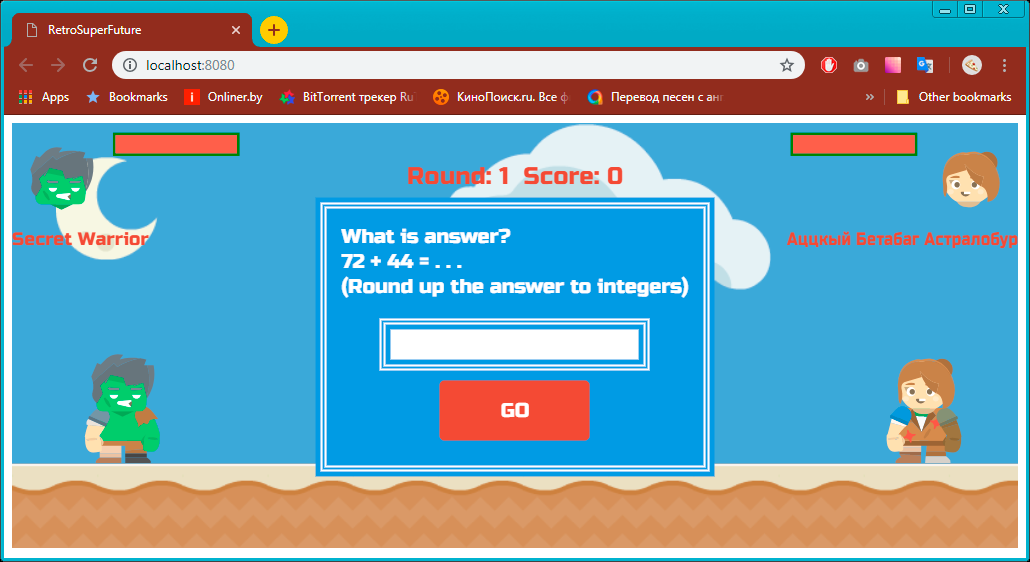 RetroSuperFuture
localhost:8080
Apps Bookmarks Onliner.by BitTorrent трекер Ru КиноПоиск.ru. Все Перевод песен с анг » Other bookmarks
Round: 1 Score: 0
Secret Warrior
Аццкый Бетабаг Астралобур
What is answer?
72 + 44 = . . .
(Round up the answer to integers)
GO